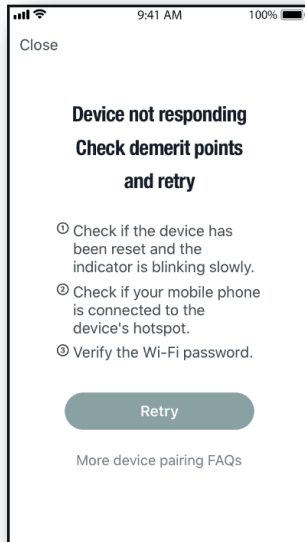 9:41 AM 100%
Close
Device not responding
Check demerit points
and retry
① Check if the device has
been reset and the
indicator is blinking slowly.
② Check if your mobile phone
is connected to the
device's hotspot.
③ Verify the Wi-Fi password.
Retry
More device pairing FAQs